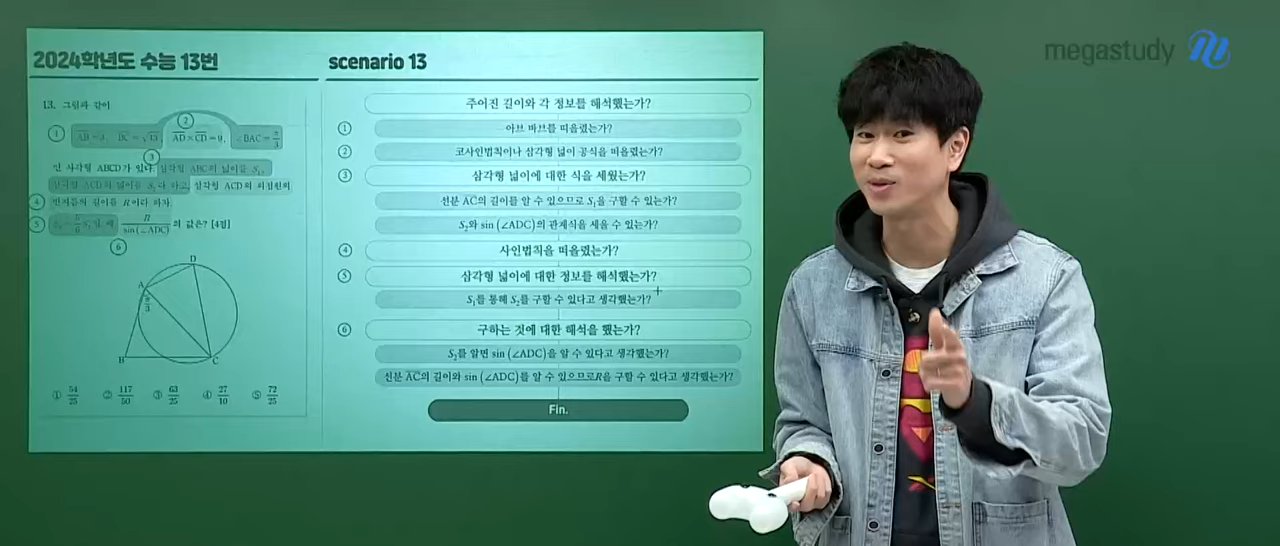 megastudy
2024학년도 수능 13번
13. 그림과 같이
① AB=3, BC=√13, ② AD×CD=9, ∠BAC=π/3
③
인 사각형 ABCD가 있다. 삼각형 ABC의 넓이를 S₁,
삼각형 ACD의 넓이를 S₂라 하고, 삼각형 ACD의 외접원의
④ 반지름의 길이를 R이라 하자.
⑤ S₂=5/6 S₁일 때, R/sin(∠ADC)의 값은? [4점]
⑥
D
A
π/3
B
C
① 54/25 ② 117/50 ③ 63/25 ④ 27/10 ⑤ 72/25
scenario 13
주어진 길이와 각 정보를 해석했는가?
① 아브 바브를 떠올렸는가?
② 코사인법칙이나 삼각형 넓이 공식을 떠올렸는가?
③ 삼각형 넓이에 대한 식을 세웠는가?
선분 AC의 길이를 알 수 있으므로 S₁을 구할 수 있는가?
S₂와 sin (∠ADC)의 관계식을 세울 수 있는가?
④ 사인법칙을 떠올렸는가?
⑤ 삼각형 넓이에 대한 정보를 해석했는가?
S₁를 통해 S₂를 구할 수 있다고 생각했는가?
⑥ 구하는 것에 대한 해석을 했는가?
S₂를 알면 sin (∠ADC)을 알 수 있다고 생각했는가?
선분 AC의 길이와 sin (∠ADC)를 알 수 있으므로R을 구할 수 있다고 생각했는가?
Fin.